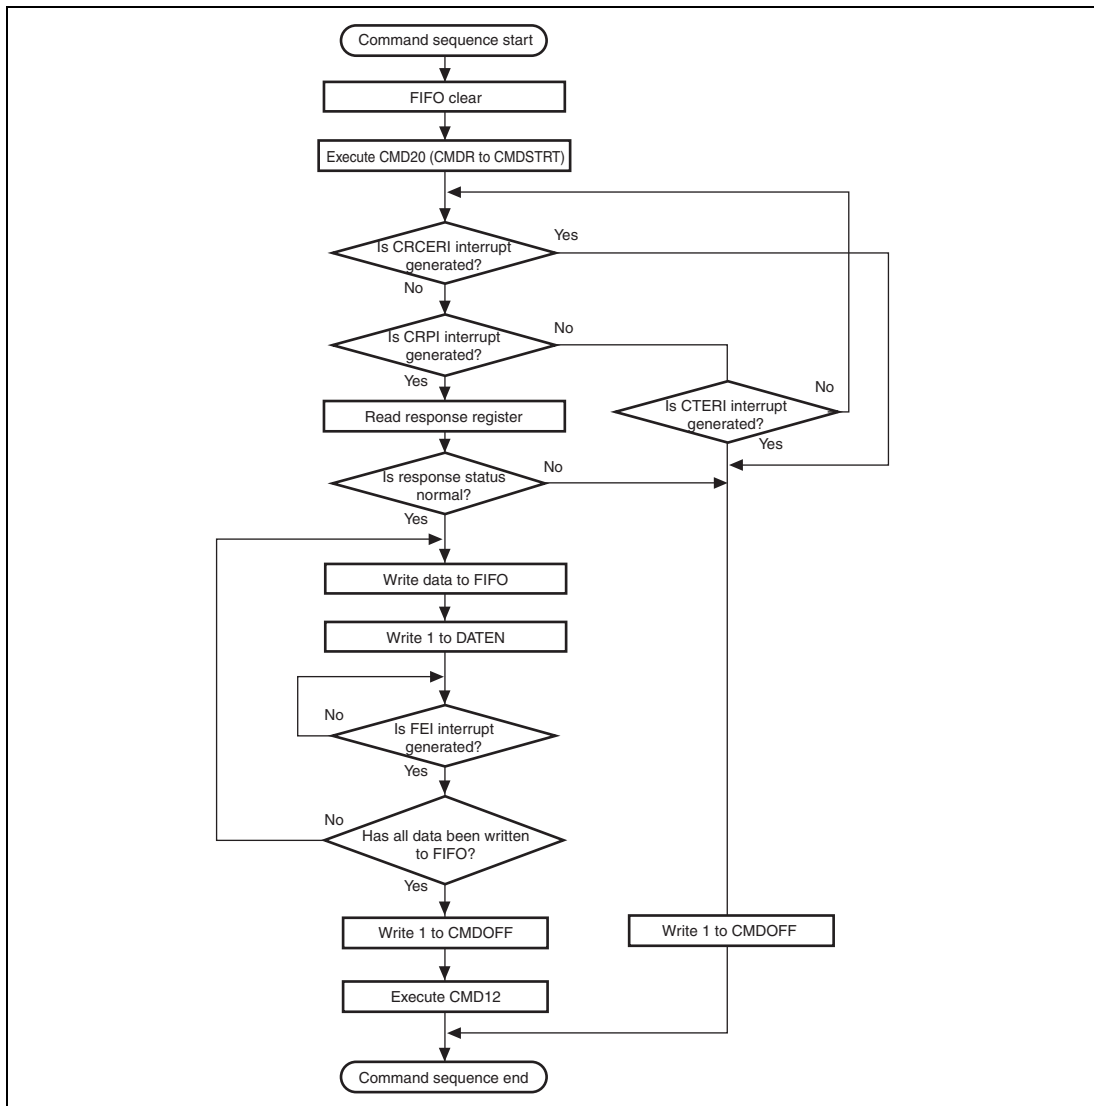 Command sequence start
FIFO clear
Execute CMD20 (CMDR to CMDSTRT)
Is CRCERI interrupt
generated?
Yes
No
Is CRPI interrupt
generated?
No
Yes
Is CTERI interrupt
generated?
No
Yes
Read response register
Is response status
normal?
No
Yes
Write data to FIFO
Write 1 to DATEN
No
Is FEI interrupt
generated?
Yes
No
Has all data been written
to FIFO?
Yes
Write 1 to CMDOFF
Write 1 to CMDOFF
Execute CMD12
Command sequence end